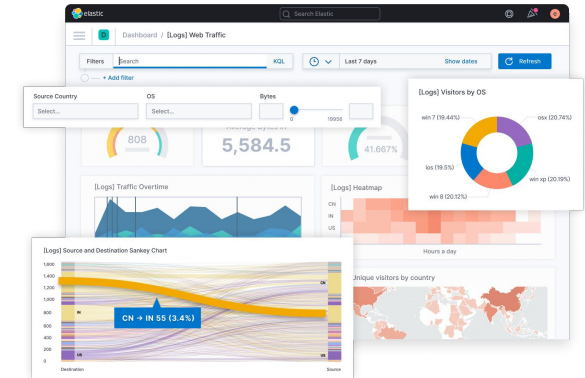 elastic
Search Elastic
D
Dashboard / [Logs] Web Traffic
Filters
Search
KQL
Last 7 days
Show dates
Refresh
+ Add filter
Source Country
OS
Bytes
Select...
Select...
0
19956
808
Average Bytes In
5,584.5
41.667%
[Logs] Visitors by OS
win 7 (19.44%)
osx (20.74%)
ios (19.5%)
win xp (20.19%)
win 8 (20.12%)
[Logs] Traffic Overtime
[Logs] Heatmap
CN
IN
US
Hours a day
[Logs] Source and Destination Sankey Chart
1,600
1,400
1,200
1,000
800
600
400
200
0
CN
IN
CN → IN 55 (3.4%)
US
US
Destination
Source
Unique visitors by country